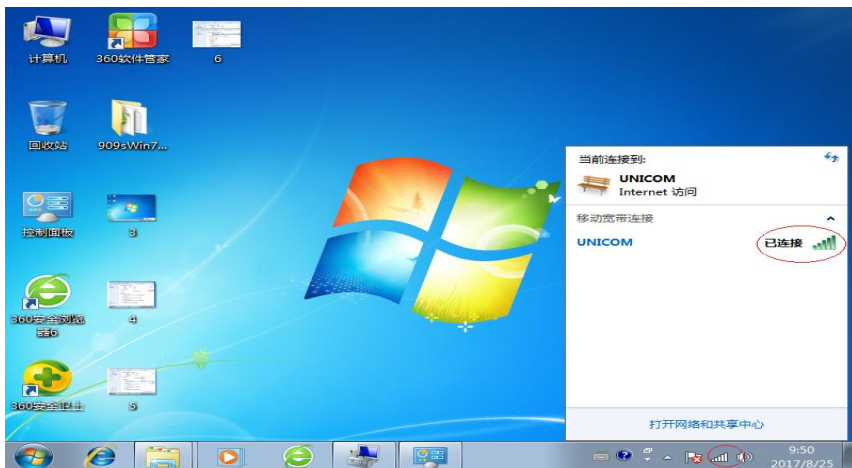 计算机
360软件管家
6
回收站
909sWin7...
控制面板
3
360安全浏览
器6
4
360安全卫士
5
当前连接到:
UNICOM
Internet 访问
移动宽带连接
UNICOM
已连接
打开网络和共享中心
9:50
2017/8/25